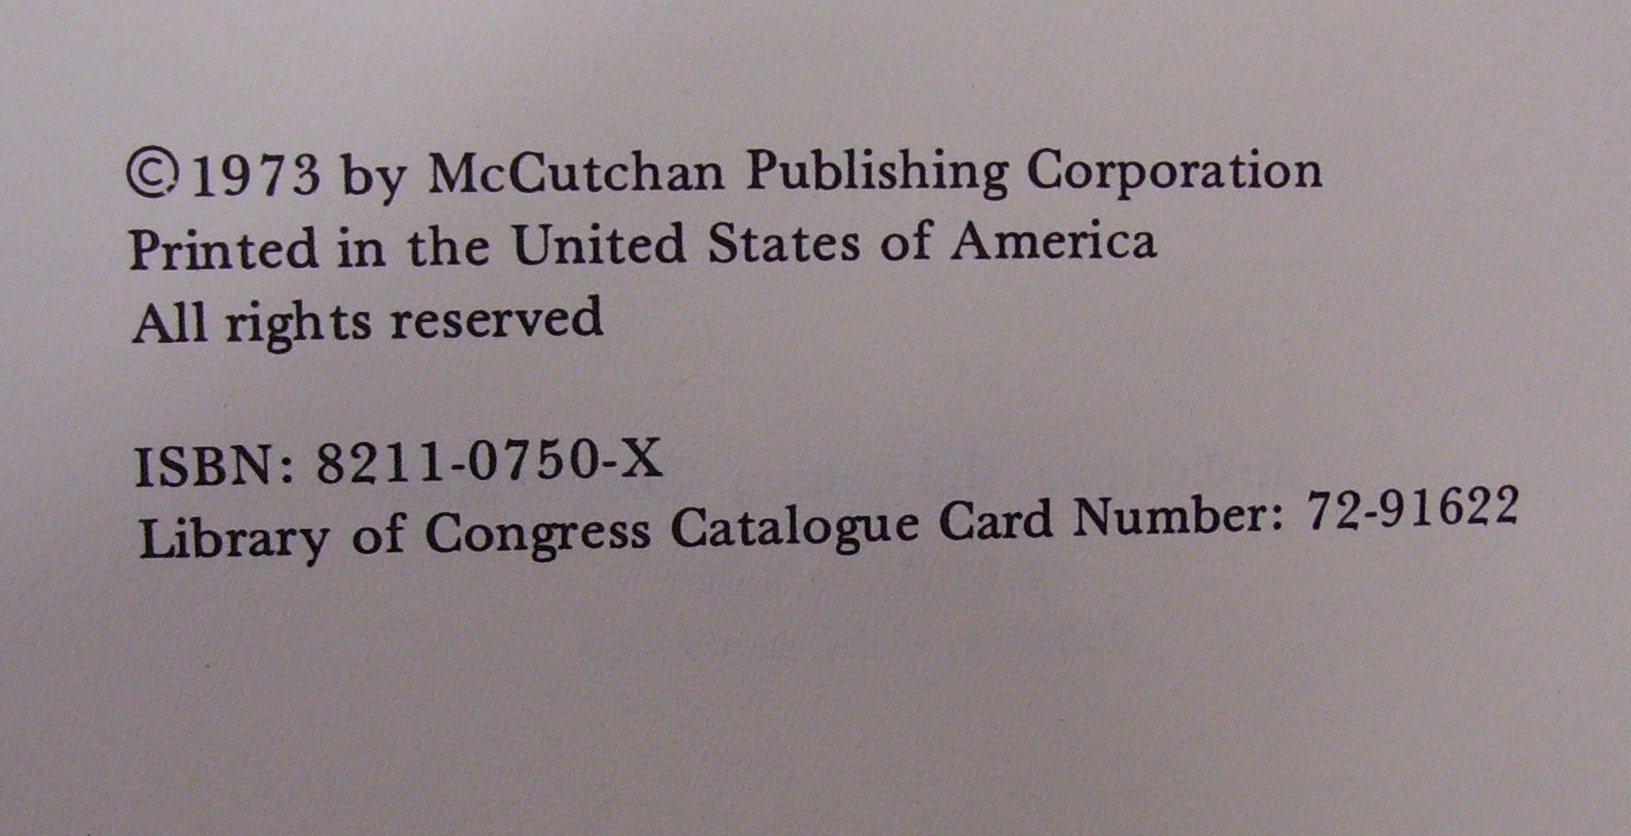 ©1973 by McCutchan Publishing Corporation
Printed in the United States of America
All rights reserved
ISBN: 8211-0750-X
Library of Congress Catalogue Card Number: 72-91622